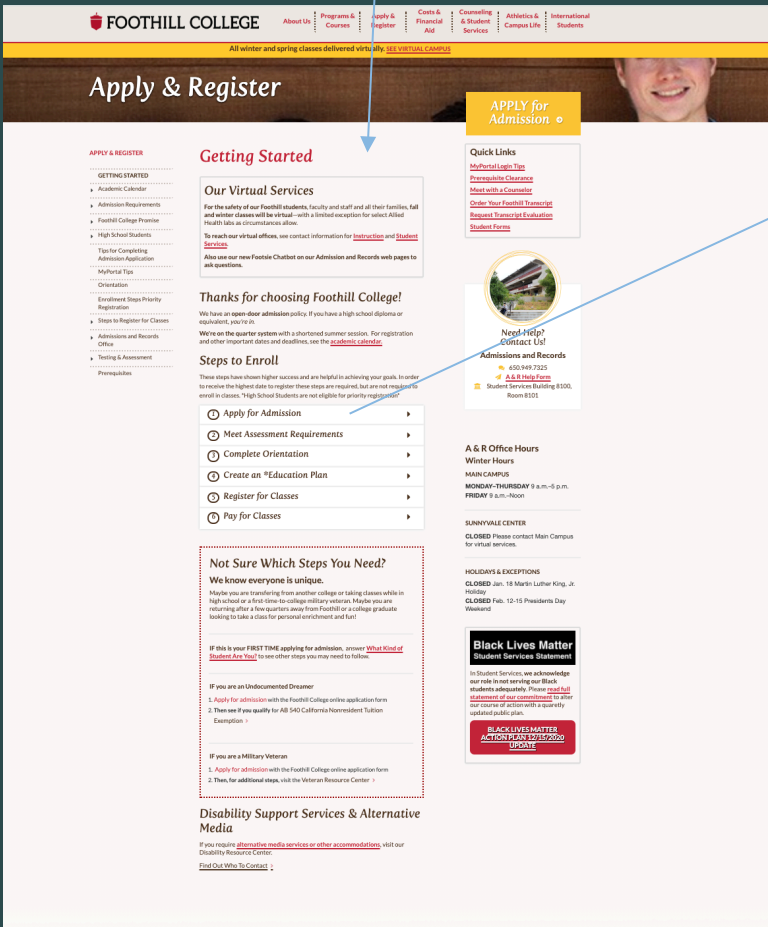 FOOTHILL COLLEGE
About Us
Programs &
Courses
Apply &
Register
Costs &
Financial
Aid
Counseling
& Student
Services
Athletics &
Campus Life
International
Students
All winter and spring classes delivered virtually. SEE VIRTUAL CAMPUS
Apply & Register
APPLY for
Admission
APPLY & REGISTER
GETTING STARTED
Academic Calendar
Admission Requirements
Foothill College Promise
High School Students
Tips for Completing
Admission Application
MyPortal Tips
Orientation
Enrollment Steps Priority
Registration
Steps to Register for Classes
Admissions and Records
Office
Testing & Assessment
Prerequisites
Getting Started
Our Virtual Services
For the safety of our Foothill students, faculty and staff and all their families, fall
and winter classes will be virtual—with a limited exception for select Allied
Health labs as circumstances allow.
To reach our virtual offices, see contact information for Instruction and Student
Services.
Also use our new Footsie Chatbot on our Admission and Records web pages to
ask questions.
Thanks for choosing Foothill College!
We have an open-door admission policy. If you have a high school diploma or
equivalent, you're in.
We're on the quarter system with a shortened summer session. For registration
and other important dates and deadlines, see the academic calendar.
Steps to Enroll
These steps have shown higher success and are helpful in achieving your goals. In order
to receive the highest date to register these steps are required, but are not required to
enroll in classes. *High School Students are not eligible for priority registration*
1 Apply for Admission
2 Meet Assessment Requirements
3 Complete Orientation
4 Create an *Education Plan
5 Register for Classes
6 Pay for Classes
Not Sure Which Steps You Need?
We know everyone is unique.
Maybe you are transfering from another college or taking classes while in
high school or a first-time-to-college military veteran. Maybe you are
returning after a few quarters away from Foothill or a college graduate
looking to take a class for personal enrichment and fun!
IF this is your FIRST TIME applying for admission, answer What Kind of
Student Are You? to see other steps you may need to follow.
IF you are an Undocumented Dreamer
1. Apply for admission with the Foothill College online application form
2. Then see if you qualify for AB 540 California Nonresident Tuition
Exemption
IF you are a Military Veteran
1. Apply for admission with the Foothill College online application form
2. Then, for additional steps, visit the Veteran Resource Center
Disability Support Services & Alternative
Media
If you require alternative media services or other accommodations, visit our
Disability Resource Center.
Find Out Who To Contact
Quick Links
MyPortal Login Tips
Prerequisite Clearance
Meet with a Counselor
Order Your Foothill Transcript
Request Transcript Evaluation
Student Forms
Need Help?
Contact Us!
Admissions and Records
650.949.7325
A & R Help Form
Student Services Building 8100,
Room 8101
A & R Office Hours
Winter Hours
MAIN CAMPUS
MONDAY–THURSDAY 9 a.m.–5 p.m.
FRIDAY 9 a.m.–Noon
SUNNYVALE CENTER
CLOSED Please contact Main Campus
for virtual services.
HOLIDAYS & EXCEPTIONS
CLOSED Jan. 18 Martin Luther King, Jr.
Holiday
CLOSED Feb. 12-15 Presidents Day
Weekend
Black Lives Matter
Student Services Statement
In Student Services, we acknowledge
our role in not serving our Black
students adequately. Please read full
statement of our commitment to alter
our course of action with a quaretly
updated public plan.
BLACK LIVES MATTER
ACTION PLAN 12/15/2020
UPDATE